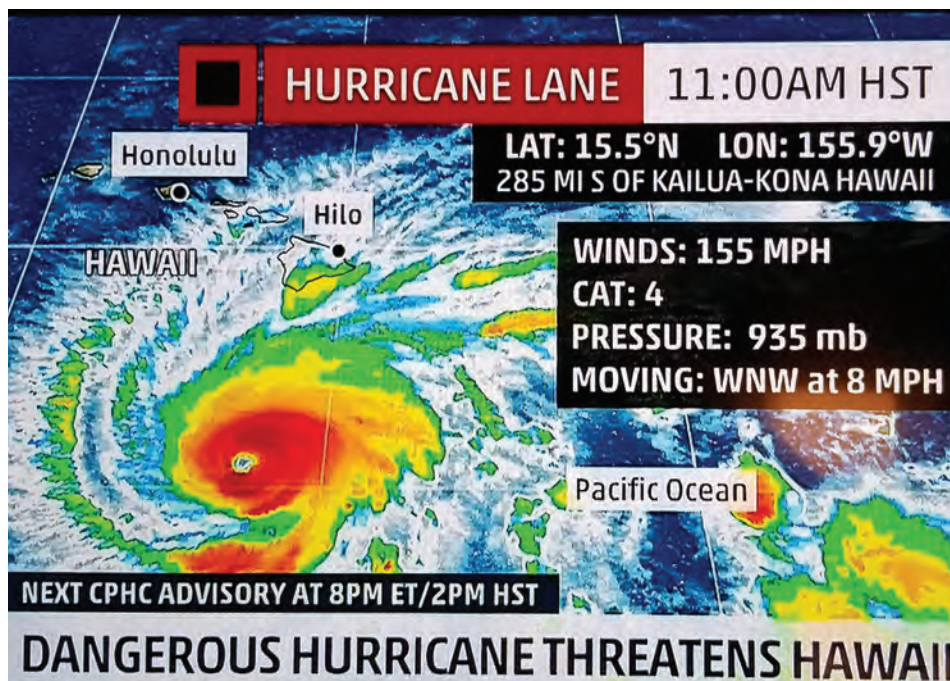 HURRICANE LANE 11:00AM HST
LAT: 15.5°N LON: 155.9°W
285 MI S OF KAILUA-KONA HAWAII
Honolulu
Hilo
HAWAII
WINDS: 155 MPH
CAT: 4
PRESSURE: 935 mb
MOVING: WNW at 8 MPH
Pacific Ocean
NEXT CPHC ADVISORY AT 8PM ET/2PM HST
DANGEROUS HURRICANE THREATENS HAWAII